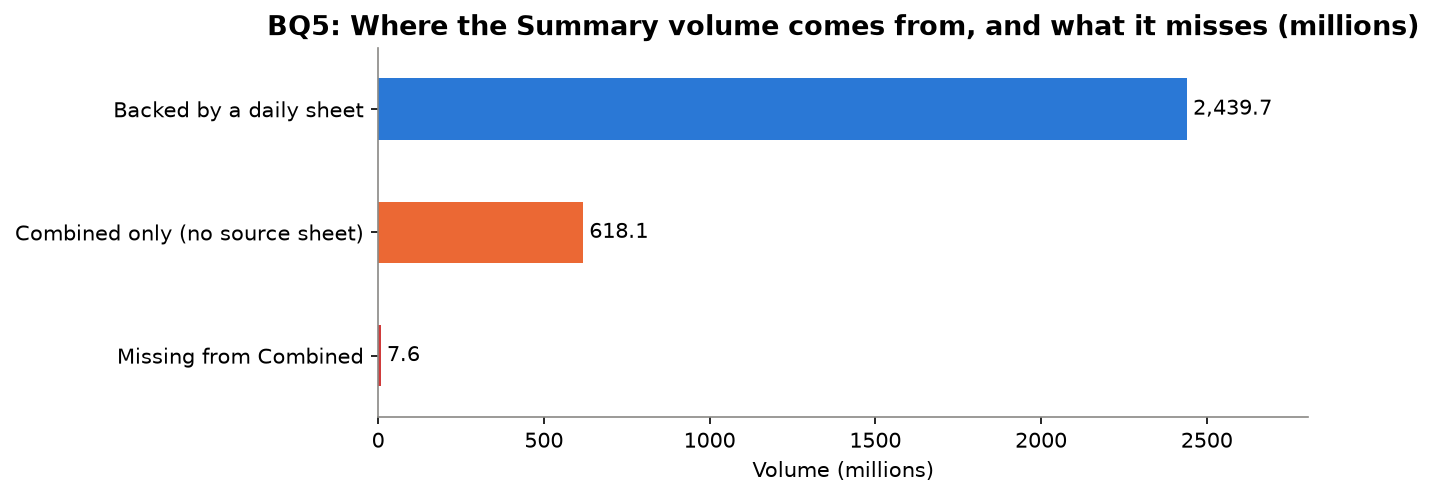 BQ5: Where the Summary volume comes from, and what it misses (millions)
Backed by a daily sheet
2,439.7
Combined only (no source sheet)
618.1
Missing from Combined
7.6
0 500 1000 1500 2000 2500
Volume (millions)